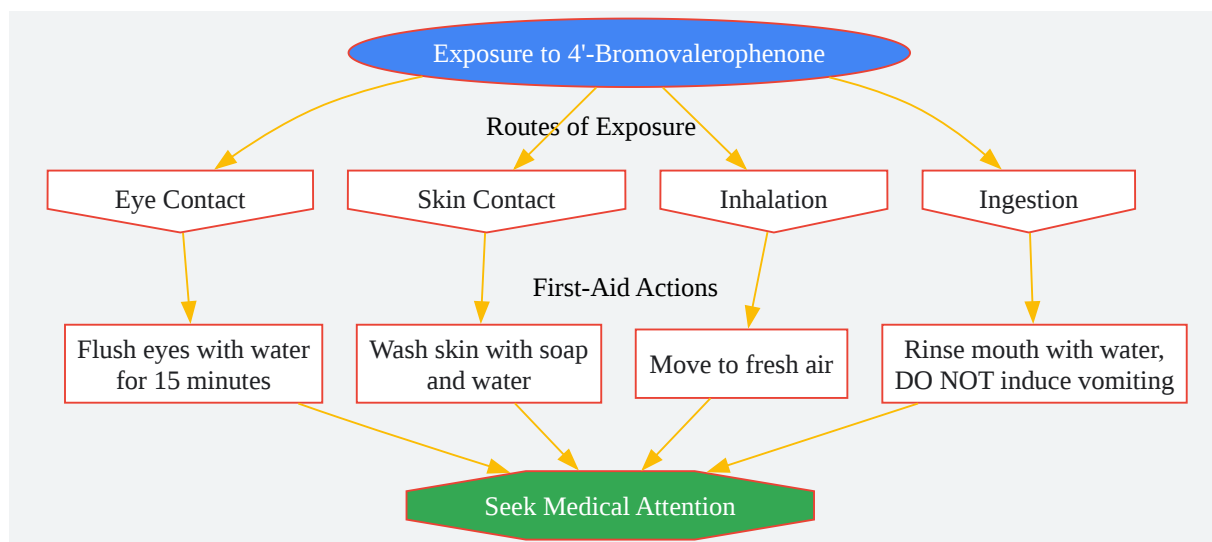 Exposure to 4'-Bromovalerophenone
Routes of Exposure
Eye Contact
Skin Contact
Inhalation
Ingestion
First-Aid Actions
Flush eyes with water
for 15 minutes
Wash skin with soap
and water
Move to fresh air
Rinse mouth with water,
DO NOT induce vomiting
Seek Medical Attention